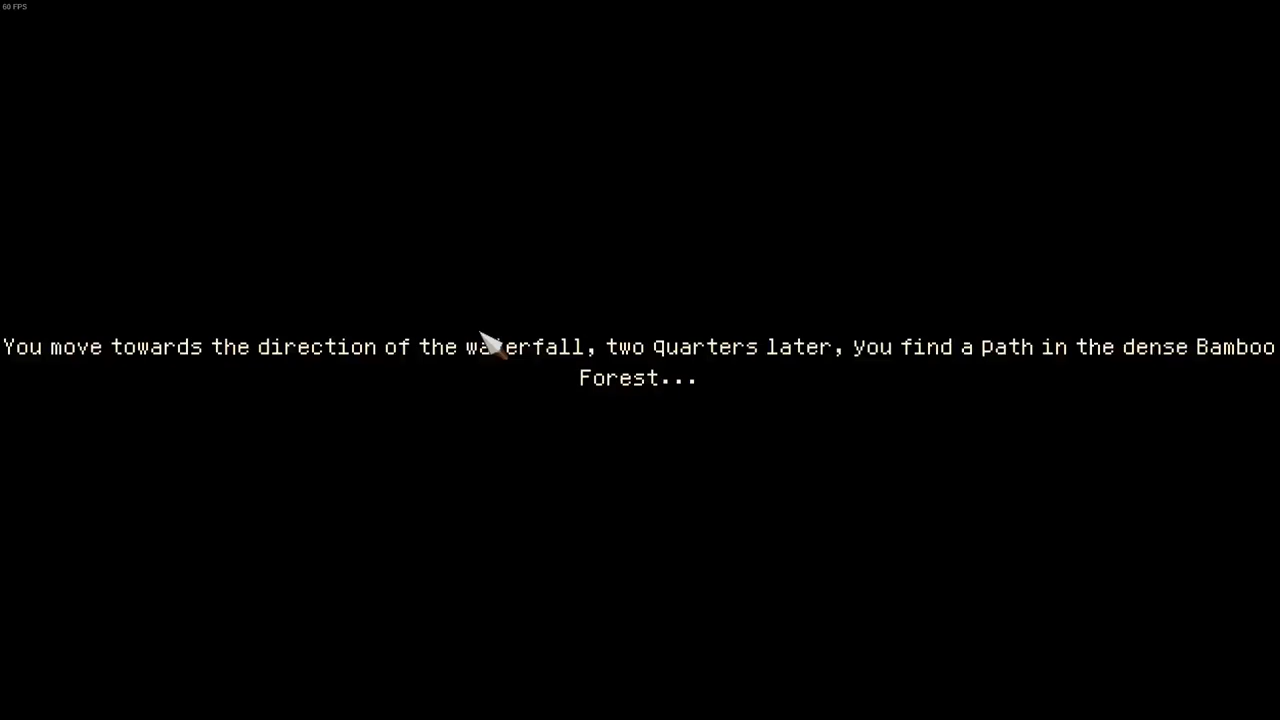 60 FPS
You move towards the direction of the waterfall, two quarters later, you find a path in the dense Bamboo
Forest...